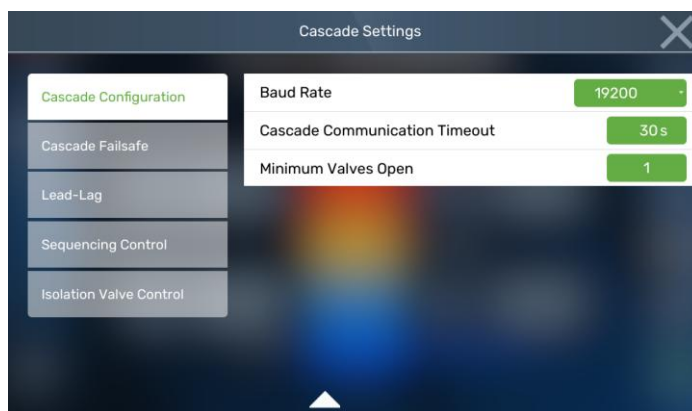 Cascade Settings
Cascade Configuration
Cascade Failsafe
Lead-Lag
Sequencing Control
Isolation Valve Control
Baud Rate 19200
Cascade Communication Timeout 30 s
Minimum Valves Open 1